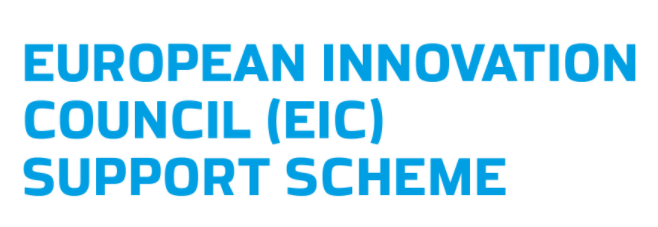 EUROPEAN INNOVATION
COUNCIL (EIC)
SUPPORT SCHEME